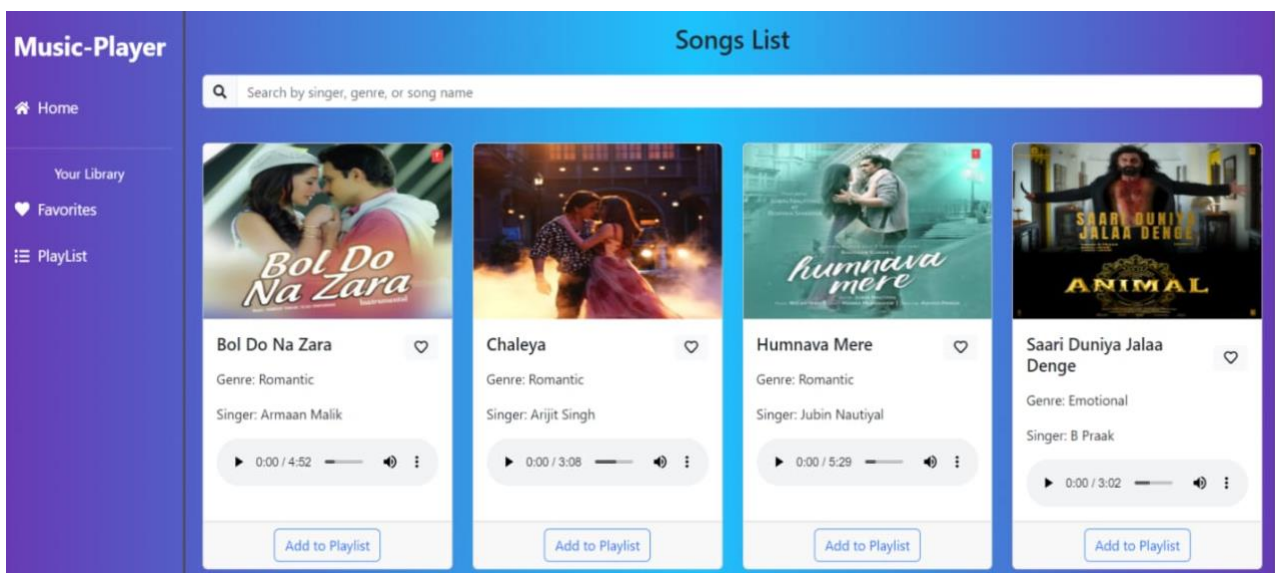 Music-Player
Home
Your Library
Favorites
PlayList
Songs List
Search by singer, genre, or song name
Bol Do
Na Zara
Instrumental
Bol Do Na Zara
Genre: Romantic
Singer: Armaan Malik
0:00 / 4:52
Add to Playlist
Chaleya
Genre: Romantic
Singer: Arijit Singh
0:00 / 3:08
Add to Playlist
humnava
mere
Humnava Mere
Genre: Romantic
Singer: Jubin Nautiyal
0:00 / 5:29
Add to Playlist
SAARI DUNIYA
JALAA DENGE
ANIMAL
Saari Duniya Jalaa
Denge
Genre: Emotional
Singer: B Praak
0:00 / 3:02
Add to Playlist